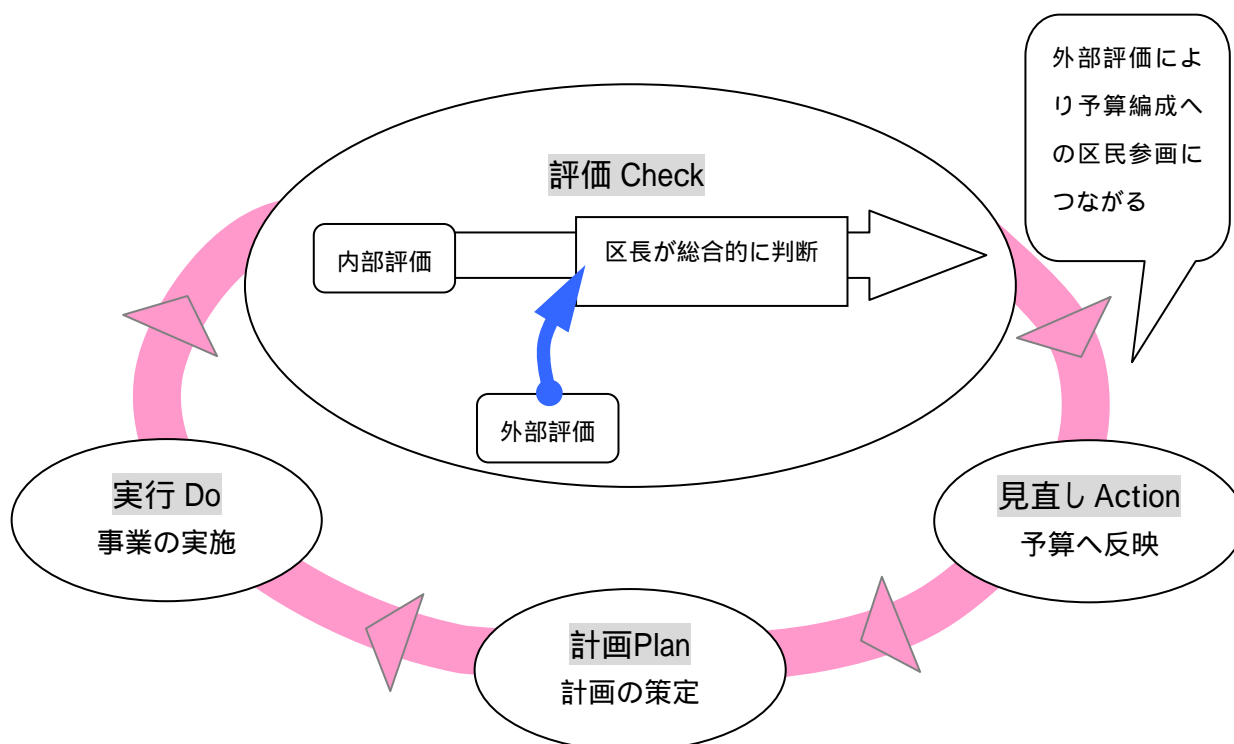 外部評価によ
り予算編成へ
の区民参画に
つながる
評価 Check
内部評価
区長が総合的に判断
外部評価
実行 Do
事業の実施
見直し Action
予算へ反映
計画Plan
計画の策定